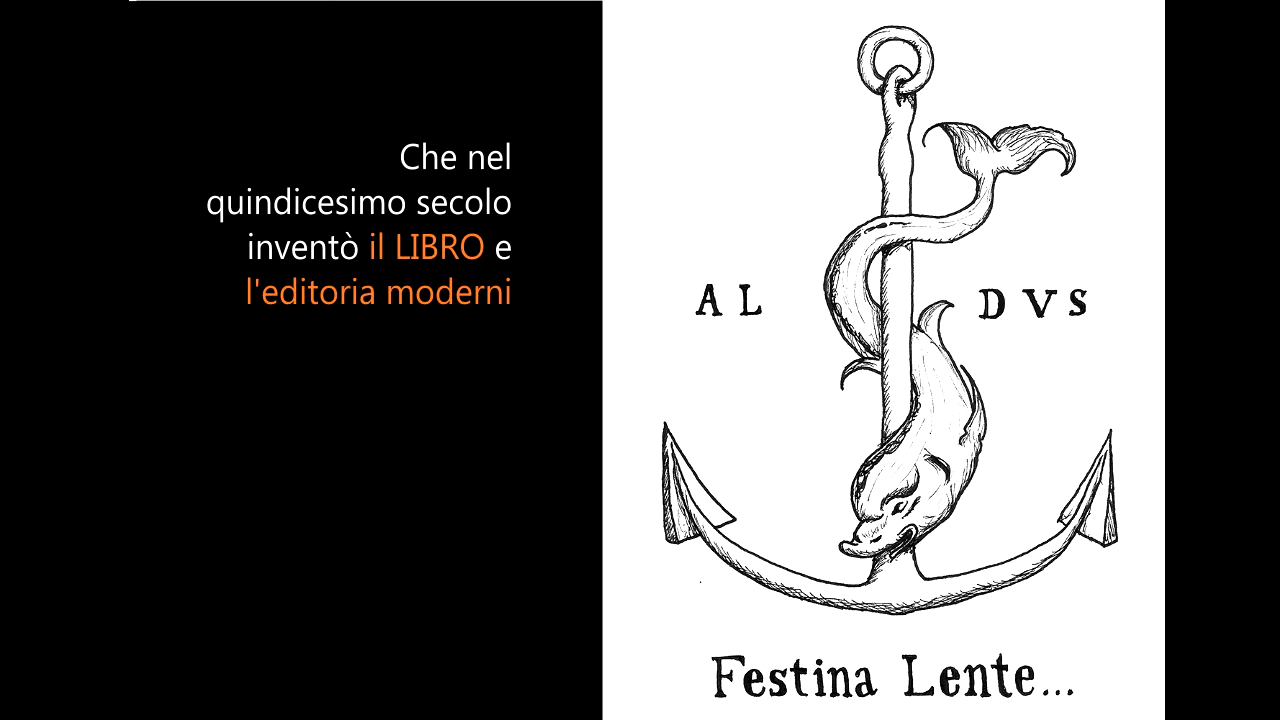 Che nel
quindicesimo secolo
inventò il LIBRO e
l'editoria moderni
AL DVS
Festina Lente...